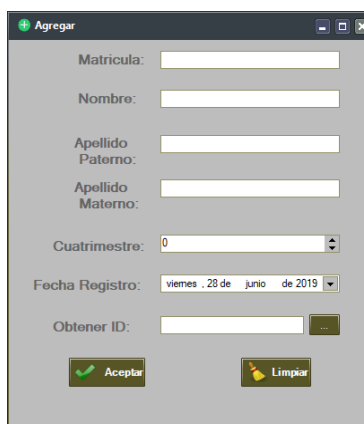 Agregar
Matricula:
Nombre:
Apellido
Paterno:
Apellido
Materno:
Cuatrimestre: 0
Fecha Registro: viernes , 28 de junio de 2019
Obtener ID: ...
Aceptar Limpiar